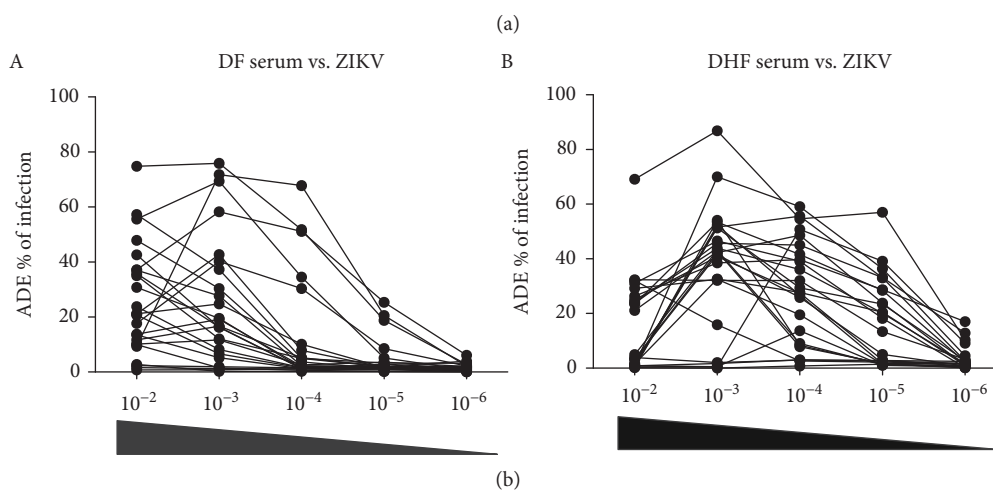 (a)
A
DF serum vs. ZIKV
ADE % of infection
100
80
60
40
20
0
10⁻² 10⁻³ 10⁻⁴ 10⁻⁵ 10⁻⁶
B
DHF serum vs. ZIKV
ADE % of infection
100
80
60
40
20
0
10⁻² 10⁻³ 10⁻⁴ 10⁻⁵ 10⁻⁶
(b)